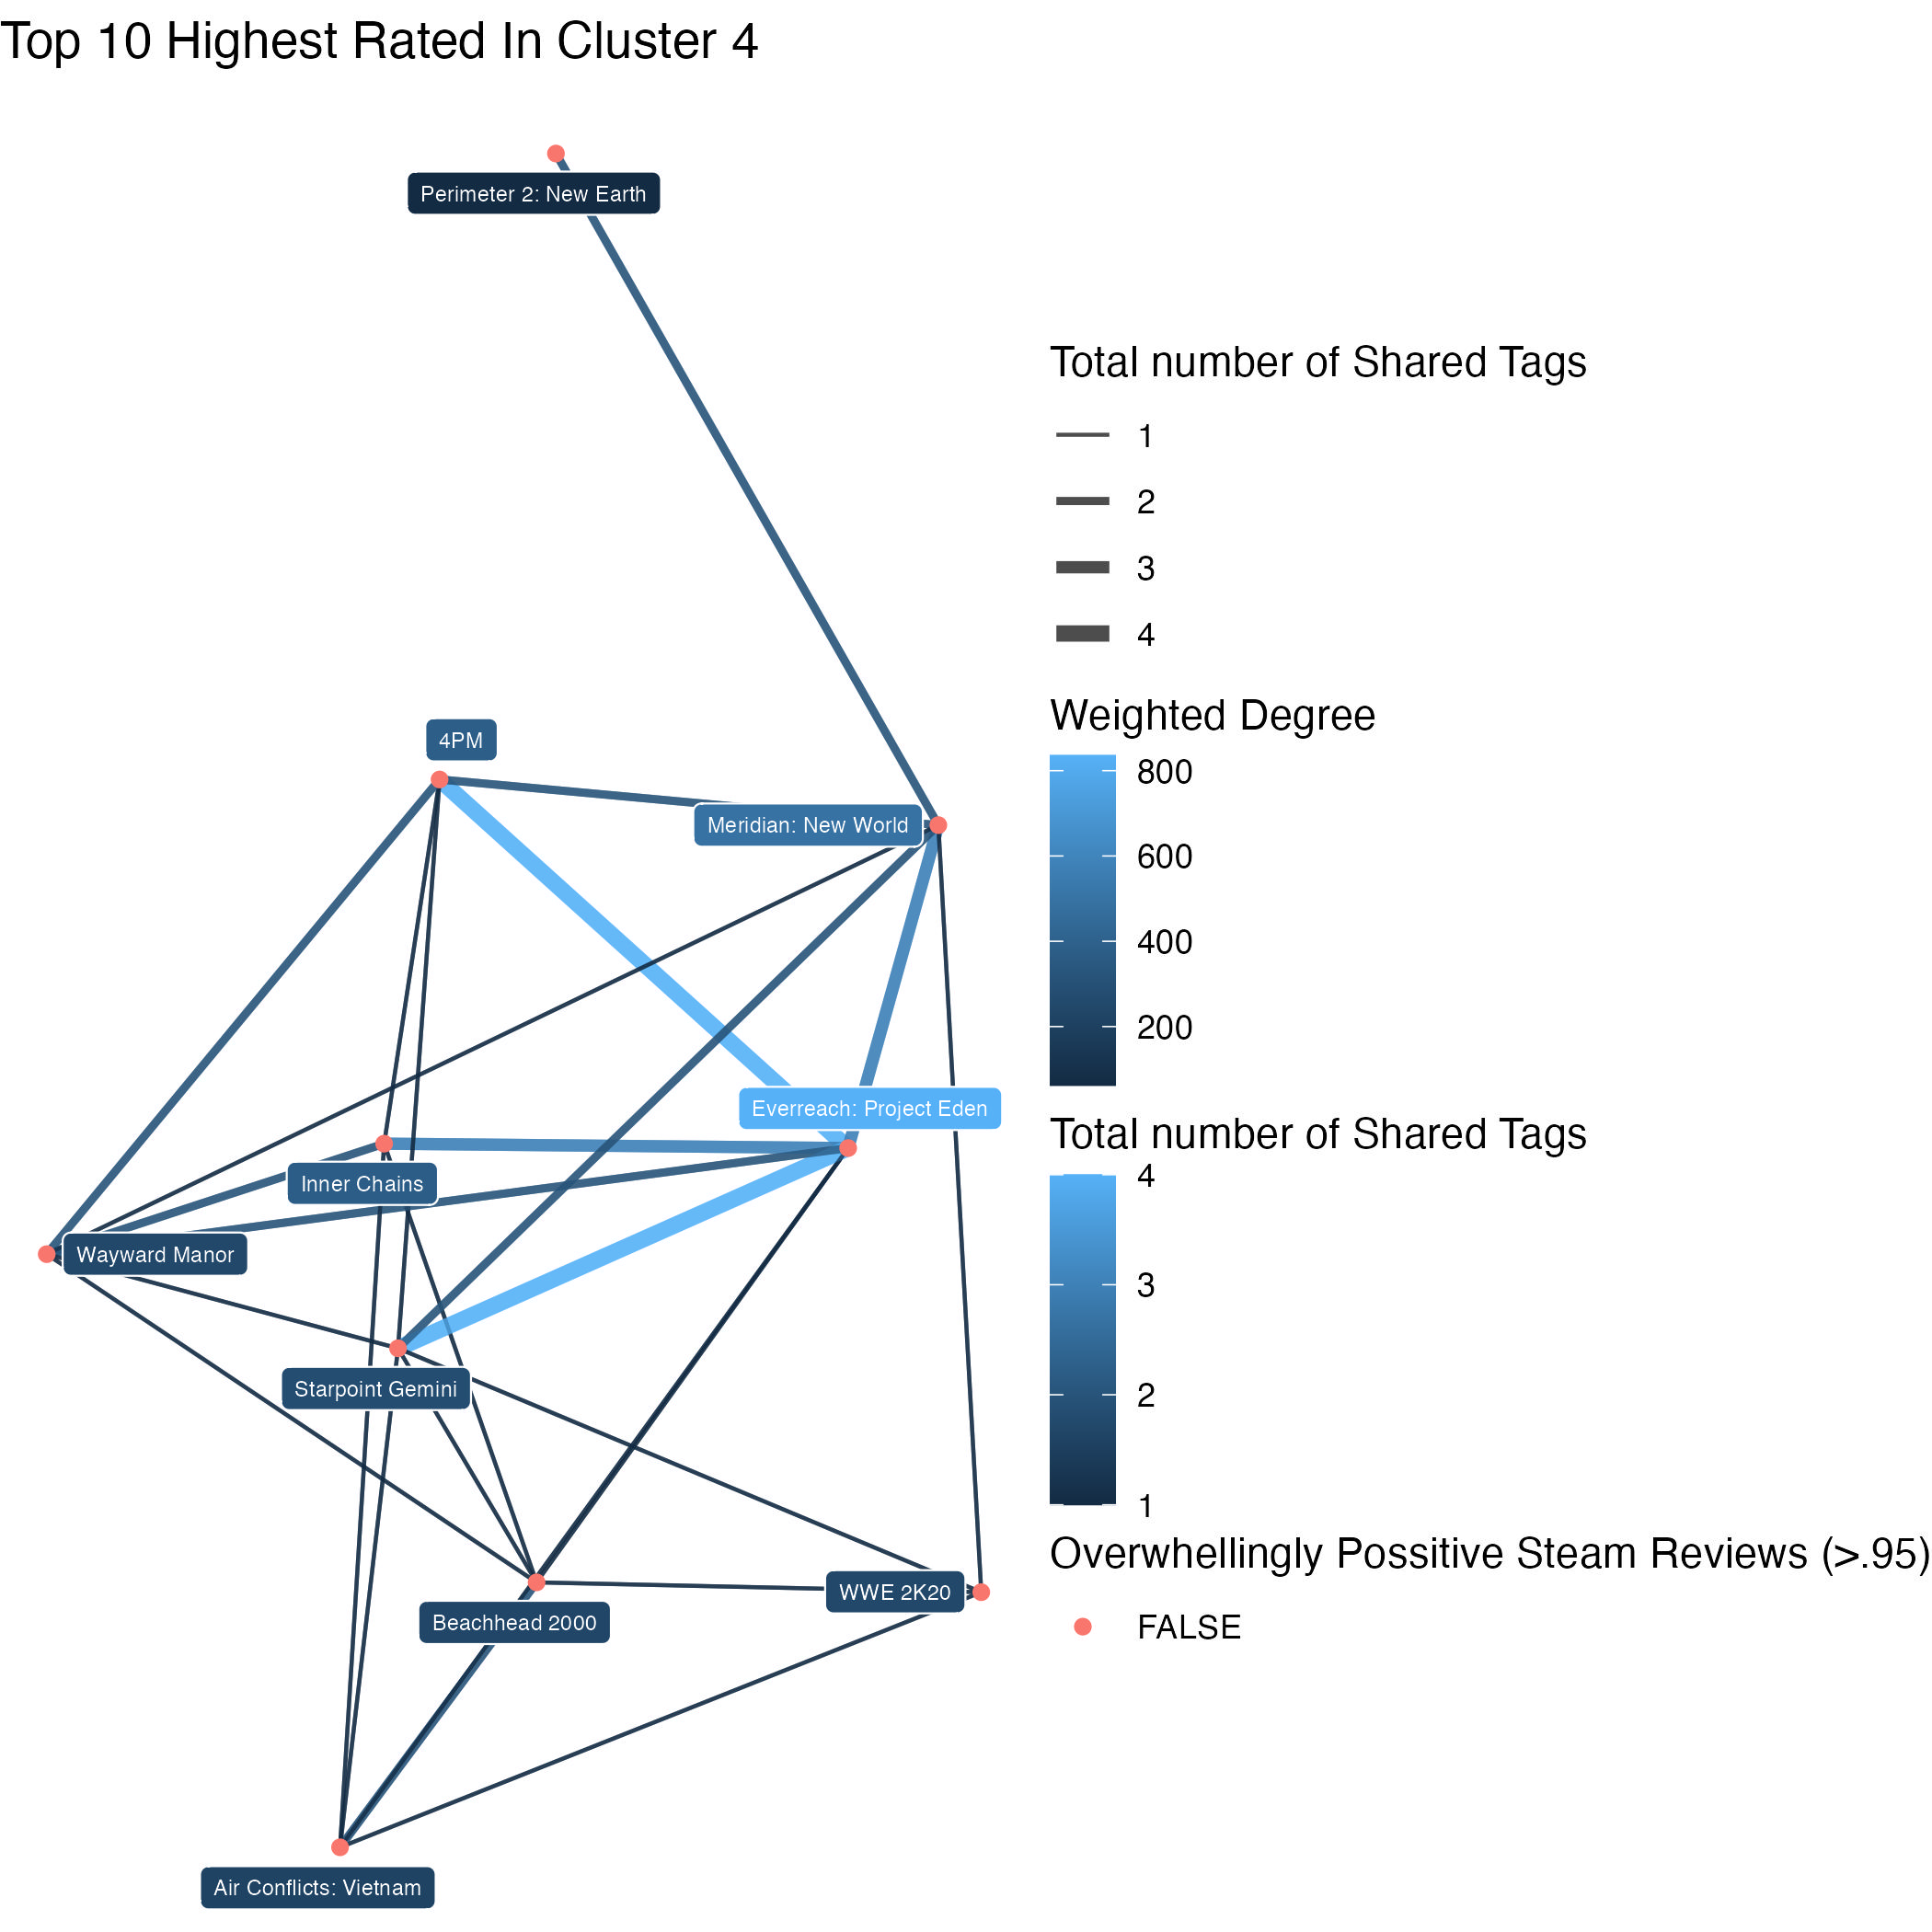 Top 10 Highest Rated In Cluster 4
Perimeter 2: New Earth
4PM
Meridian: New World
Everreach: Project Eden
Inner Chains
Wayward Manor
Starpoint Gemini
WWE 2K20
Beachhead 2000
Air Conflicts: Vietnam
Total number of Shared Tags
1
2
3
4
Weighted Degree
800
600
400
200
Total number of Shared Tags
4
3
2
1
Overwhellingly Possitive Steam Reviews (>.95)
FALSE